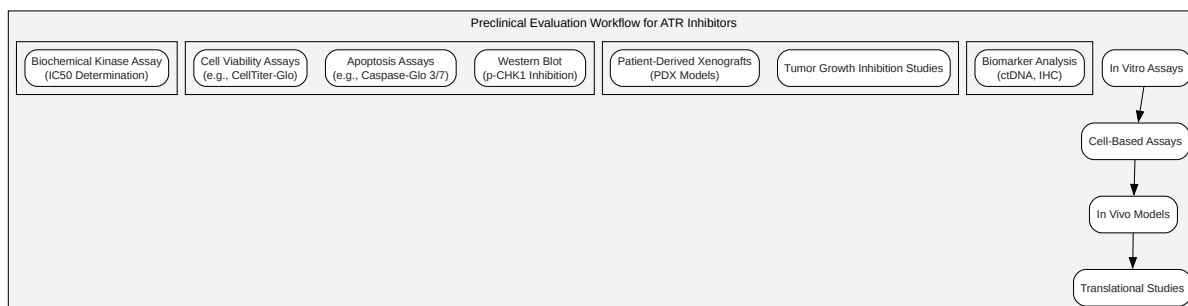 Preclinical Evaluation Workflow for ATR Inhibitors
Biochemical Kinase Assay
(IC50 Determination)
Cell Viability Assays
(e.g., CellTiter-Glo)
Apoptosis Assays
(e.g., Caspase-Glo 3/7)
Western Blot
(p-CHK1 Inhibition)
Patient-Derived Xenografts
(PDX Models)
Tumor Growth Inhibition Studies
Biomarker Analysis
(ctDNA, IHC)
In Vitro Assays
Cell-Based Assays
In Vivo Models
Translational Studies